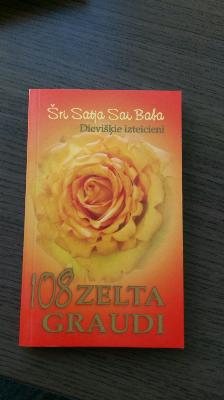 Šri Satja Sai Baba
Dievišķie izteicieni
108 ZELTA
GRAUDI